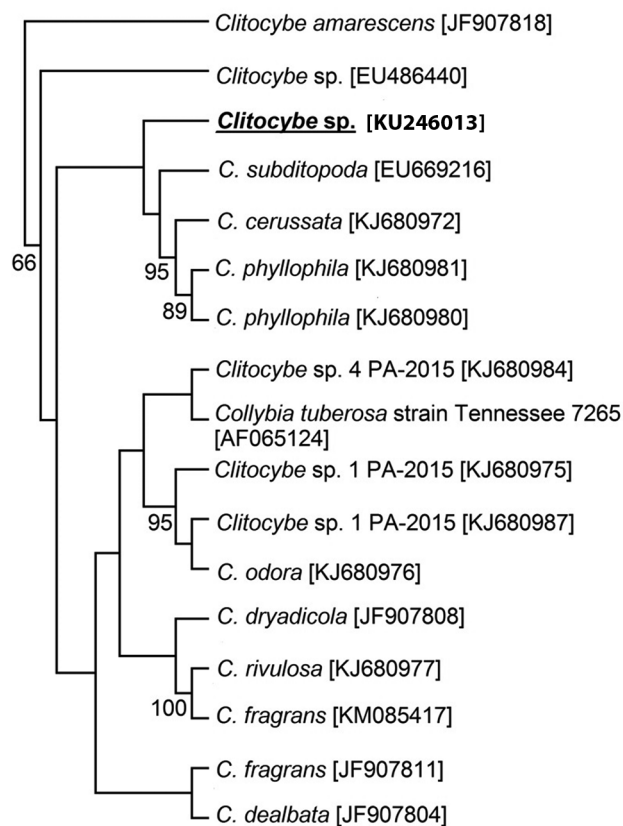 Clitocybe amarescens [JF907818]
Clitocybe sp. [EU486440]
Clitocybe sp. [KU246013]
C. subditopoda [EU669216]
C. cerussata [KJ680972]
66
95
C. phyllophila [KJ680981]
89
C. phyllophila [KJ680980]
Clitocybe sp. 4 PA-2015 [KJ680984]
Collybia tuberosa strain Tennessee 7265
[AF065124]
Clitocybe sp. 1 PA-2015 [KJ680975]
95
Clitocybe sp. 1 PA-2015 [KJ680987]
C. odora [KJ680976]
C. dryadicola [JF907808]
C. rivulosa [KJ680977]
100
C. fragrans [KM085417]
C. fragrans [JF907811]
C. dealbata [JF907804]